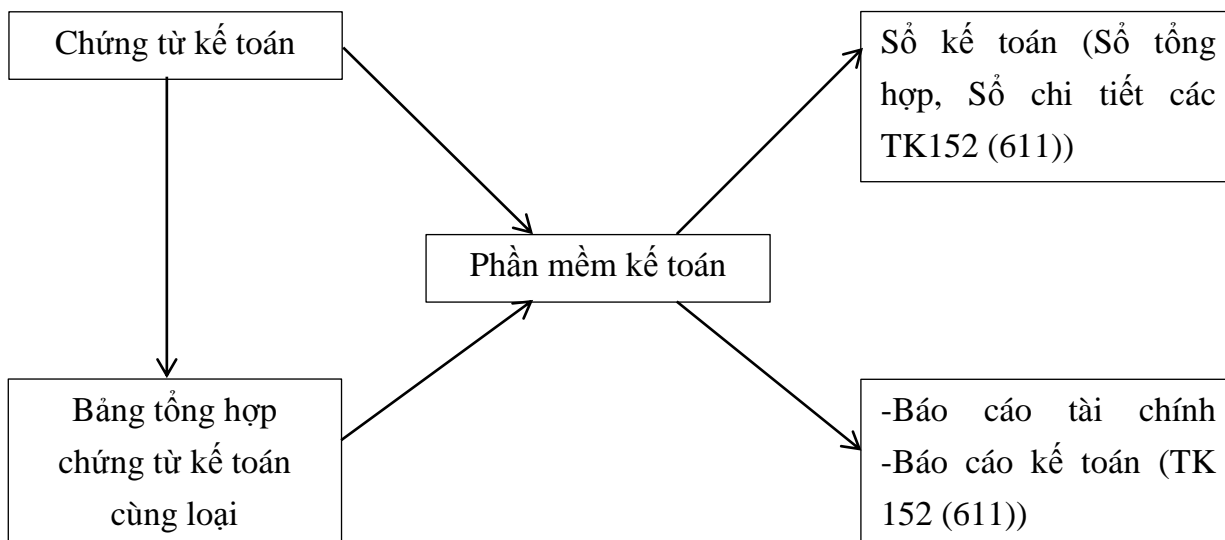 Chứng từ kế toán
Sổ kế toán (Sổ tổng
hợp, Sổ chi tiết các
TK152 (611))
Phần mềm kế toán
Bảng tổng hợp
chứng từ kế toán
cùng loại
-Báo cáo tài chính
-Báo cáo kế toán (TK
152 (611))